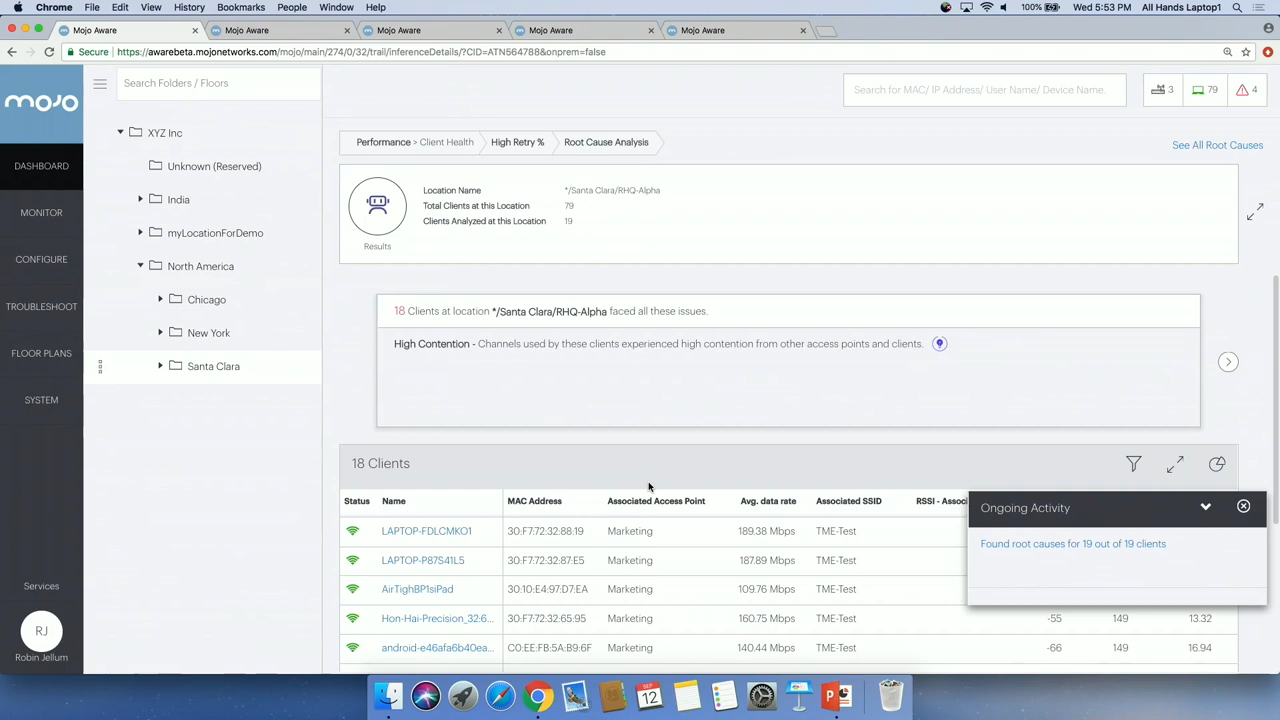 Chrome File Edit View History Bookmarks People Window Help 100% Wed 5:53 PM All Hands Laptop1
Mojo Aware Mojo Aware Mojo Aware Mojo Aware Mojo Aware
Secure https://awarebeta.mojonetworks.com/mojo/main/274/0/32/trail/inferenceDetails/?CID=ATN564788&onprem=false
mojo
Search Folders / Floors
Search for MAC/ IP Address/ User Name/ Device Name.
3 79 4
DASHBOARD
MONITOR
CONFIGURE
TROUBLESHOOT
FLOOR PLANS
SYSTEM
Services
RJ
Robin Jellum
XYZ Inc
Unknown (Reserved)
India
myLocationForDemo
North America
Chicago
New York
Santa Clara
Performance > Client Health High Retry % Root Cause Analysis
See All Root Causes
Location Name */Santa Clara/RHQ-Alpha
Total Clients at this Location 79
Clients Analyzed at this Location 19
Results
18 Clients at location */Santa Clara/RHQ-Alpha faced all these issues.
High Contention - Channels used by these clients experienced high contention from other access points and clients.
18 Clients
Status Name MAC Address Associated Access Point Avg. data rate Associated SSID RSSI - Assoc
LAPTOP-FDLCMKO1 30:F7:72:32:88:19 Marketing 189.38 Mbps TME-Test
LAPTOP-P87S41L5 30:F7:72:32:87:E5 Marketing 187.89 Mbps TME-Test
AirTighBP1siPad 30:10:E4:97:D7:EA Marketing 109.76 Mbps TME-Test
Hon-Hai-Precision_32:6... 30:F7:72:32:65:95 Marketing 160.75 Mbps TME-Test -55 149 13.32
android-e46afa6b40ea... C0:EE:FB:5A:B9:6F Marketing 140.44 Mbps TME-Test -66 149 16.94
Ongoing Activity
Found root causes for 19 out of 19 clients
SEP
12